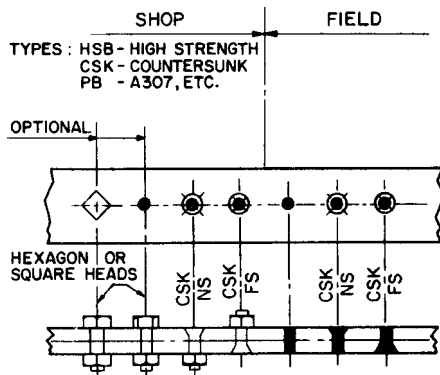 SHOP
FIELD
TYPES : HSB - HIGH STRENGTH
CSK - COUNTERSUNK
PB - A307, ETC.
OPTIONAL
HEXAGON OR
SQUARE HEADS
CSK
NS
CSK
FS
CSK
NS
CSK
FS